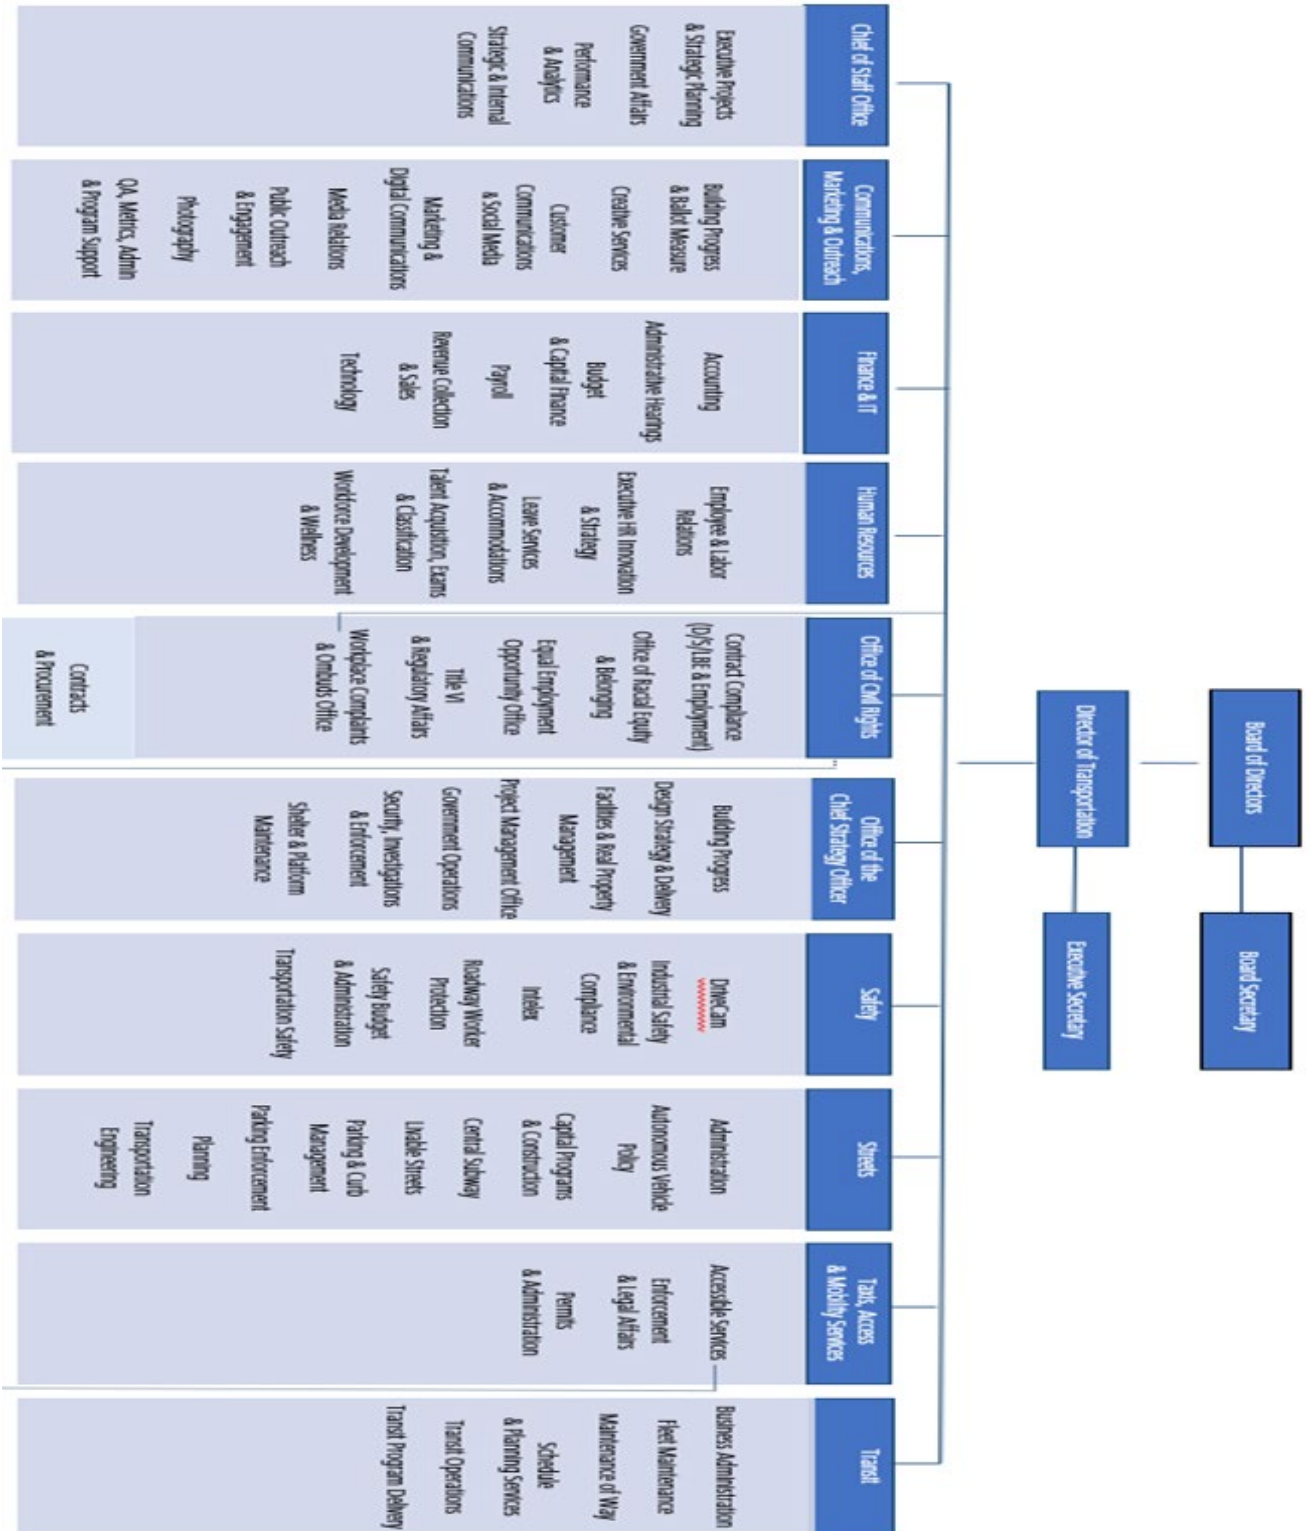 Board of Directors
Board Secretary
Director of Transportation
Executive Secretary
Chief of Staff Office
Executive Projects
& Strategic Planning
Government Affairs
Performance
& Analytics
Strategic & Internal
Communications
Communications,
Marketing & Outreach
Building Progress
& Ballot Measure
Creative Services
Customer
Communications
& Social Media
Marketing &
Digital Communications
Media Relations
Public Outreach
& Engagement
Photography
QA, Metrics, Admin
& Program Support
Finance & IT
Accounting
Administrative Hearings
Budget
& Capital Finance
Payroll
Revenue Collection
& Sales
Technology
Human Resources
Employee & Labor
Relations
Executive HR Innovation
& Strategy
Leave Services
& Accommodations
Talent Acquisition, Exams
& Classification
Workforce Development
& Wellness
Office of Civil Rights
Contract Compliance
(D/S/LBE & Employment)
Office of Racial Equity
& Belonging
Equal Employment
Opportunity Office
Title VI
& Regulatory Affairs
Workplace Complaints
& Ombuds Office
Contracts
& Procurement
Office of the
Chief Strategy Officer
Building Progress
Design Strategy & Delivery
Facilities & Real Property
Management
Project Management Office
Government Operations
Security, Investigations
& Enforcement
Shelter & Platform
Maintenance
Safety
DriveCam
Industrial Safety
& Environmental
Compliance
Intelex
Roadway Worker
Protection
Safety Budget
& Administration
Transportation Safety
Streets
Administration
Autonomous Vehicle
Policy
Capital Programs
& Construction
Central Subway
Livable Streets
Parking & Curb
Management
Parking Enforcement
Planning
Transportation
Engineering
Taxis, Access
& Mobility Services
Accessible Services
Enforcement
& Legal Affairs
Permits
& Administration
Transit
Business Administration
Fleet Maintenance
Maintenance of Way
Schedule
& Planning Services
Transit Operations
Transit Program Delivery